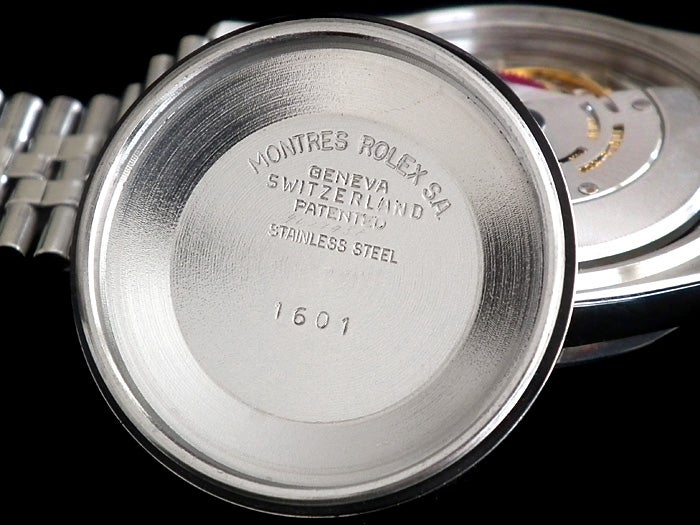 MONTRES ROLEX S.A.
GENEVA
SWITZERLAND
PATENTED
STAINLESS STEEL
1601